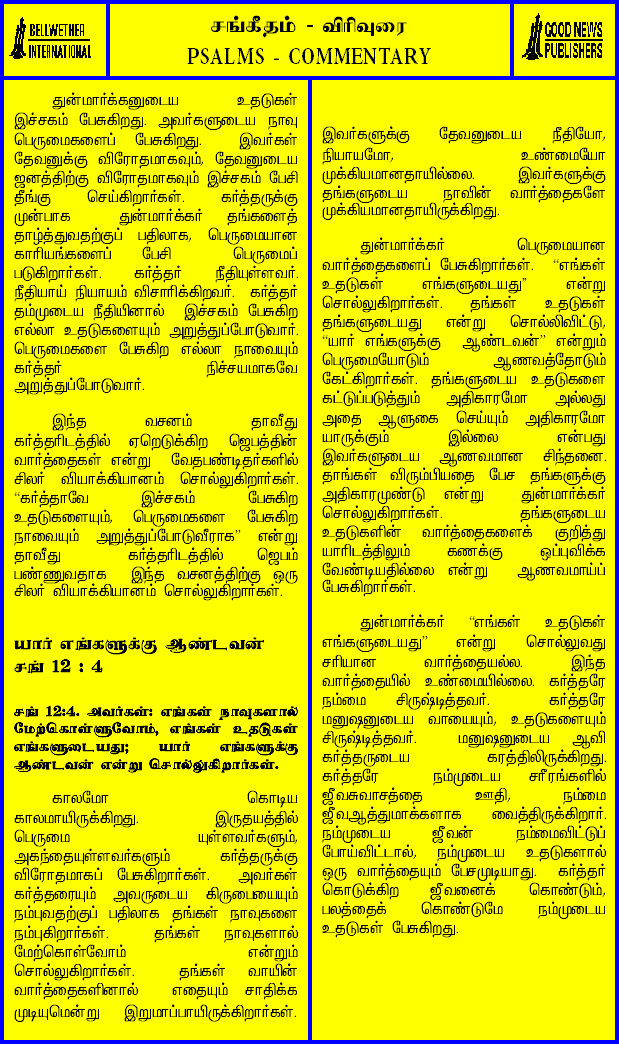 BELLWETHER
INTERNATIONAL
சங்கீதம் - விரிவுரை
PSALMS - COMMENTARY
GOOD NEWS
PUBLISHERS
துன்மார்க்கனுடைய உதடுகள்
இச்சகம் பேசுகிறது. அவர்களுடைய நாவு
பெருமைகளைப் பேசுகிறது. இவர்கள்
தேவனுக்கு விரோதமாகவும், தேவனுடைய
ஜனத்திற்கு விரோதமாகவும் இச்சகம் பேசி
தீங்கு செய்கிறார்கள். கர்த்தருக்கு
முன்பாக துன்மார்க்கர் தங்களைத்
தாழ்த்துவதற்குப் பதிலாக, பெருமையான
காரியங்களைப் பேசி பெருமைப்
படுகிறார்கள். கர்த்தர் நீதியுள்ளவர்.
நீதியாய் நியாயம் விசாரிக்கிறவர். கர்த்தர்
தம்முடைய நீதியினால் இச்சகம் பேசுகிற
எல்லா உதடுகளையும் அறுத்துப்போடுவார்.
பெருமைகளை பேசுகிற எல்லா நாவையும்
கர்த்தர் நிச்சயமாகவே
அறுத்துப்போடுவார்.
இந்த வசனம் தாவீது
கர்த்தரிடத்தில் ஏறெடுக்கிற ஜெபத்தின்
வார்த்தைகள் என்று வேதபண்டிதர்களில்
சிலர் வியாக்கியானம் சொல்லுகிறார்கள்.
“கர்த்தாவே இச்சகம் பேசுகிற
உதடுகளையும், பெருமைகளை பேசுகிற
நாவையும் அறுத்துப்போடுவீராக” என்று
தாவீது கர்த்தரிடத்தில் ஜெபம்
பண்ணுவதாக இந்த வசனத்திற்கு ஒரு
சிலர் வியாக்கியானம் சொல்லுகிறார்கள்.
யார் எங்களுக்கு ஆண்டவன்
சங் 12 : 4
சங் 12:4. அவர்கள்: எங்கள் நாவுகளால்
மேற்கொள்ளுவோம், எங்கள் உதடுகள்
எங்களுடையது; யார் எங்களுக்கு
ஆண்டவன் என்று சொல்லுகிறார்கள்.
காலமோ கொடிய
காலமாயிருக்கிறது. இருதயத்தில்
பெருமை யுள்ளவர்களும்,
அகந்தையுள்ளவர்களும் கர்த்தருக்கு
விரோதமாகப் பேசுகிறார்கள். அவர்கள்
கர்த்தரையும் அவருடைய கிருபையையும்
நம்புவதற்குப் பதிலாக தங்கள் நாவுகளை
நம்புகிறார்கள். தங்கள் நாவுகளால்
மேற்கொள்வோம் என்றும்
சொல்லுகிறார்கள். தங்கள் வாயின்
வார்த்தைகளினால் எதையும் சாதிக்க
முடியுமென்று இறுமாப்பாயிருக்கிறார்கள்.
இவர்களுக்கு தேவனுடைய நீதியோ,
நியாயமோ, உண்மையோ
முக்கியமானதாயில்லை. இவர்களுக்கு
தங்களுடைய நாவின் வார்த்தைகளே
முக்கியமானதாயிருக்கிறது.
துன்மார்க்கர் பெருமையான
வார்த்தைகளைப் பேசுகிறார்கள். “எங்கள்
உதடுகள் எங்களுடையது” என்று
சொல்லுகிறார்கள். தங்கள் உதடுகள்
தங்களுடையது என்று சொல்லிவிட்டு,
“யார் எங்களுக்கு ஆண்டவன்” என்றும்
பெருமையோடும் ஆணவத்தோடும்
கேட்கிறார்கள். தங்களுடைய உதடுகளை
கட்டுப்படுத்தும் அதிகாரமோ அல்லது
அதை ஆளுகை செய்யும் அதிகாரமோ
யாருக்கும் இல்லை என்பது
இவர்களுடைய ஆணவமான சிந்தனை.
தாங்கள் விரும்பியதை பேச தங்களுக்கு
அதிகாரமுண்டு என்று துன்மார்க்கர்
சொல்லுகிறார்கள். தங்களுடைய
உதடுகளின் வார்த்தைகளைக் குறித்து
யாரிடத்திலும் கணக்கு ஒப்புவிக்க
வேண்டியதில்லை என்று ஆணவமாய்ப்
பேசுகிறார்கள்.
துன்மார்க்கர் “எங்கள் உதடுகள்
எங்களுடையது” என்று சொல்லுவது
சரியான வார்த்தையல்ல. இந்த
வார்த்தையில் உண்மையில்லை. கர்த்தரே
நம்மை சிருஷ்டித்தவர். கர்த்தரே
மனுஷனுடைய வாயையும், உதடுகளையும்
சிருஷ்டித்தவர். மனுஷனுடைய ஆவி
கர்த்தருடைய கரத்திலிருக்கிறது.
கர்த்தரே நம்முடைய சரீரங்களில்
ஜீவசுவாசத்தை ஊதி, நம்மை
ஜீவஆத்துமாக்களாக வைத்திருக்கிறார்.
நம்முடைய ஜீவன் நம்மைவிட்டுப்
போய்விட்டால், நம்முடைய உதடுகளால்
ஒரு வார்த்தையும் பேசமுடியாது. கர்த்தர்
கொடுக்கிற ஜீவனைக் கொண்டும்,
பலத்தைக் கொண்டுமே நம்முடைய
உதடுகள் பேசுகிறது.